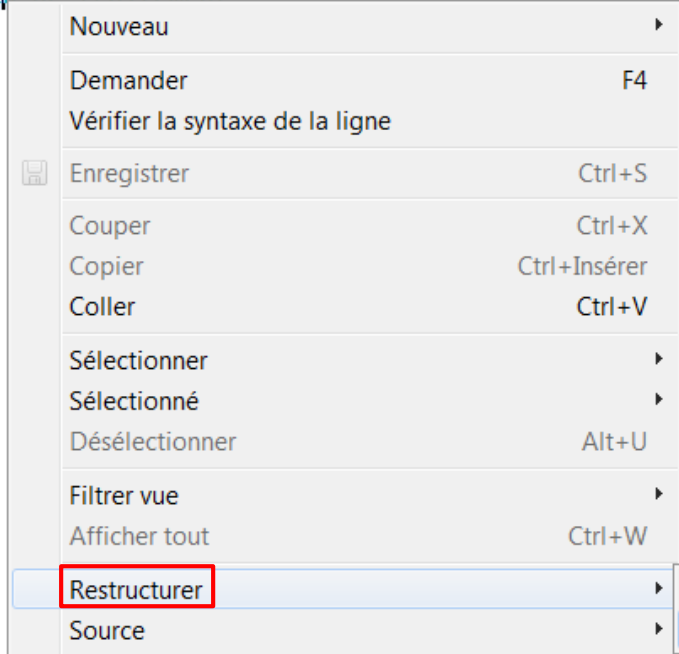 Nouveau
Demander F4
Vérifier la syntaxe de la ligne
Enregistrer Ctrl+S
Couper Ctrl+X
Copier Ctrl+Insérer
Coller Ctrl+V
Sélectionner
Sélectionné
Désélectionner Alt+U
Filtrer vue
Afficher tout Ctrl+W
Restructurer
Source